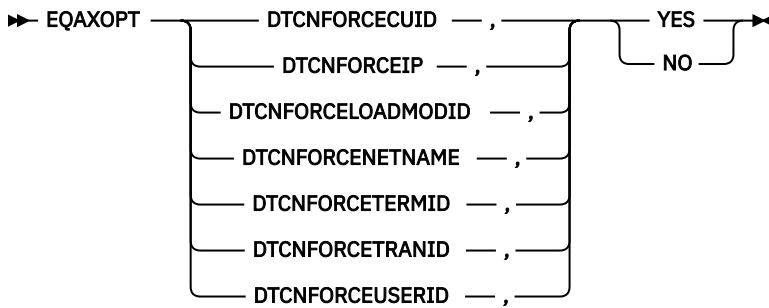 EQAXOPT DTCNFORCECUID , YES
DTCNFORCEIP , NO
DTCNFORCELOADMODID ,
DTCNFORCENETNAME ,
DTCNFORCETERMID ,
DTCNFORCETRANID ,
DTCNFORCEUSERID ,